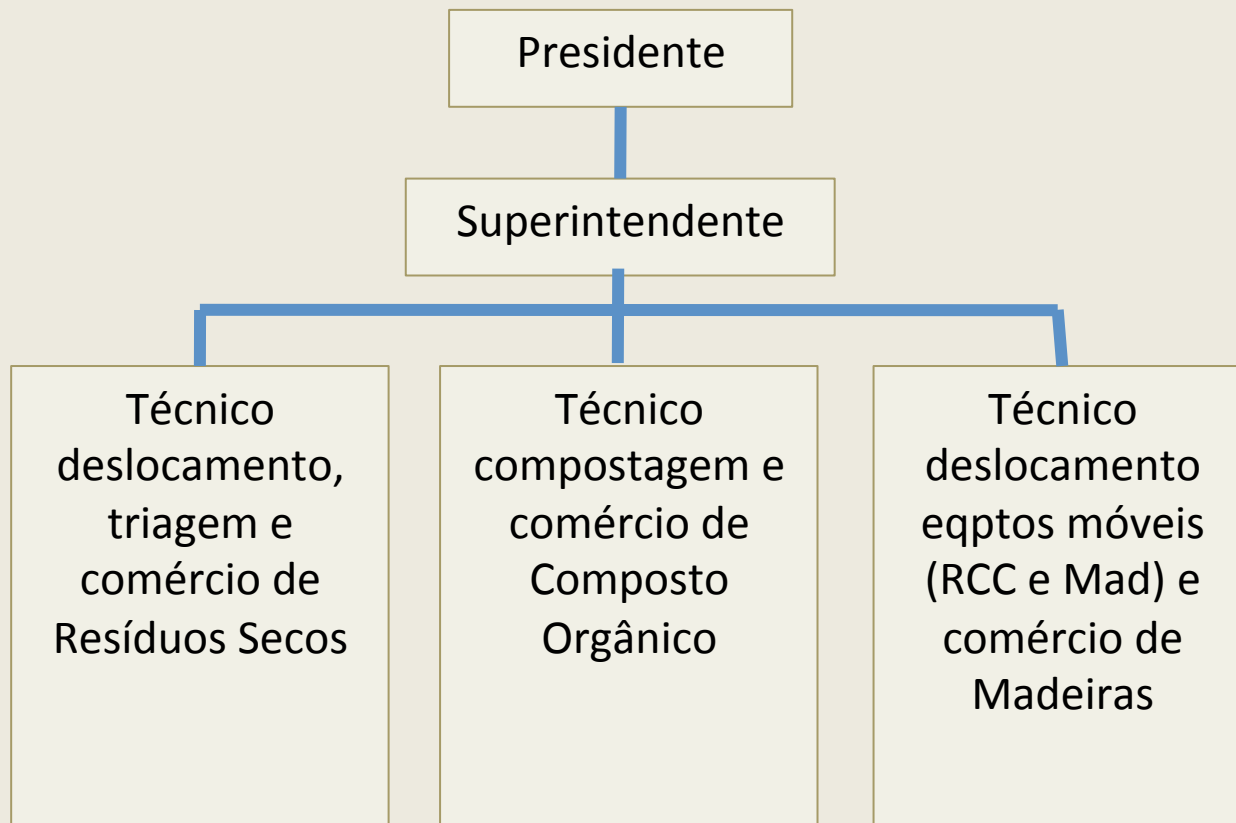 Presidente
Superintendente
Técnico
deslocamento,
triagem e
comércio de
Resíduos Secos
Técnico
compostagem e
comércio de
Composto
Orgânico
Técnico
deslocamento
eqptos móveis
(RCC e Mad) e
comércio de
Madeiras